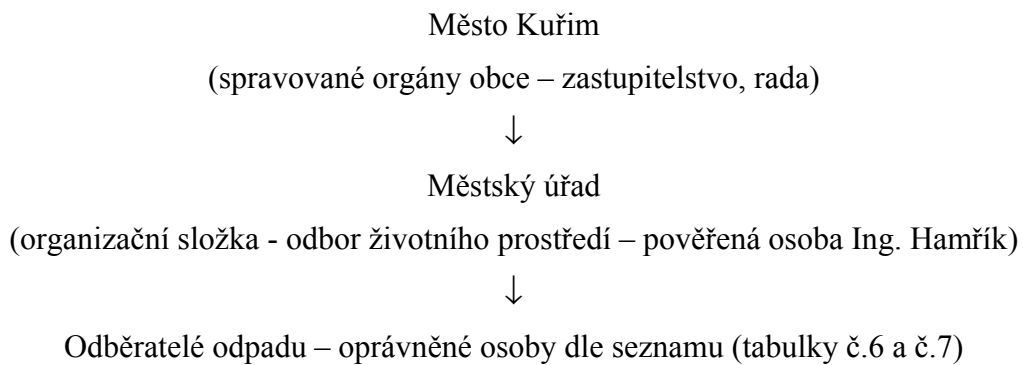 Město Kuřim
(spravované orgány obce – zastupitelstvo, rada)
↓
Městský úřad
(organizační složka - odbor životního prostředí – pověřená osoba Ing. Hamřík)
↓
Odběratelé odpadu – oprávněné osoby dle seznamu (tabulky č.6 a č.7)